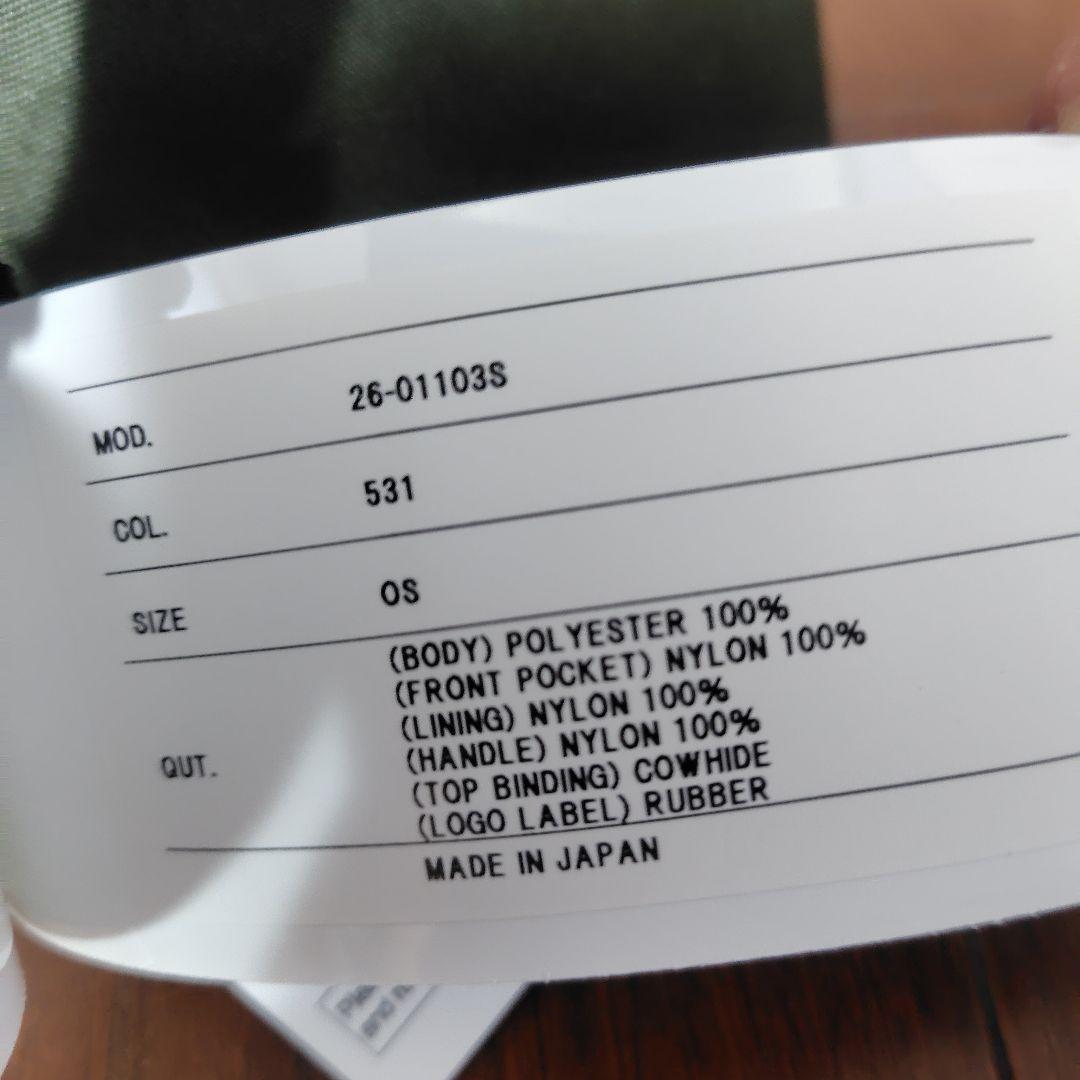 MOD. 26-01103S
COL. 531
SIZE OS
QUT. (BODY) POLYESTER 100%
(FRONT POCKET) NYLON 100%
(LINING) NYLON 100%
(HANDLE) NYLON 100%
(TOP BINDING) COWHIDE
(LOGO LABEL) RUBBER
MADE IN JAPAN
and